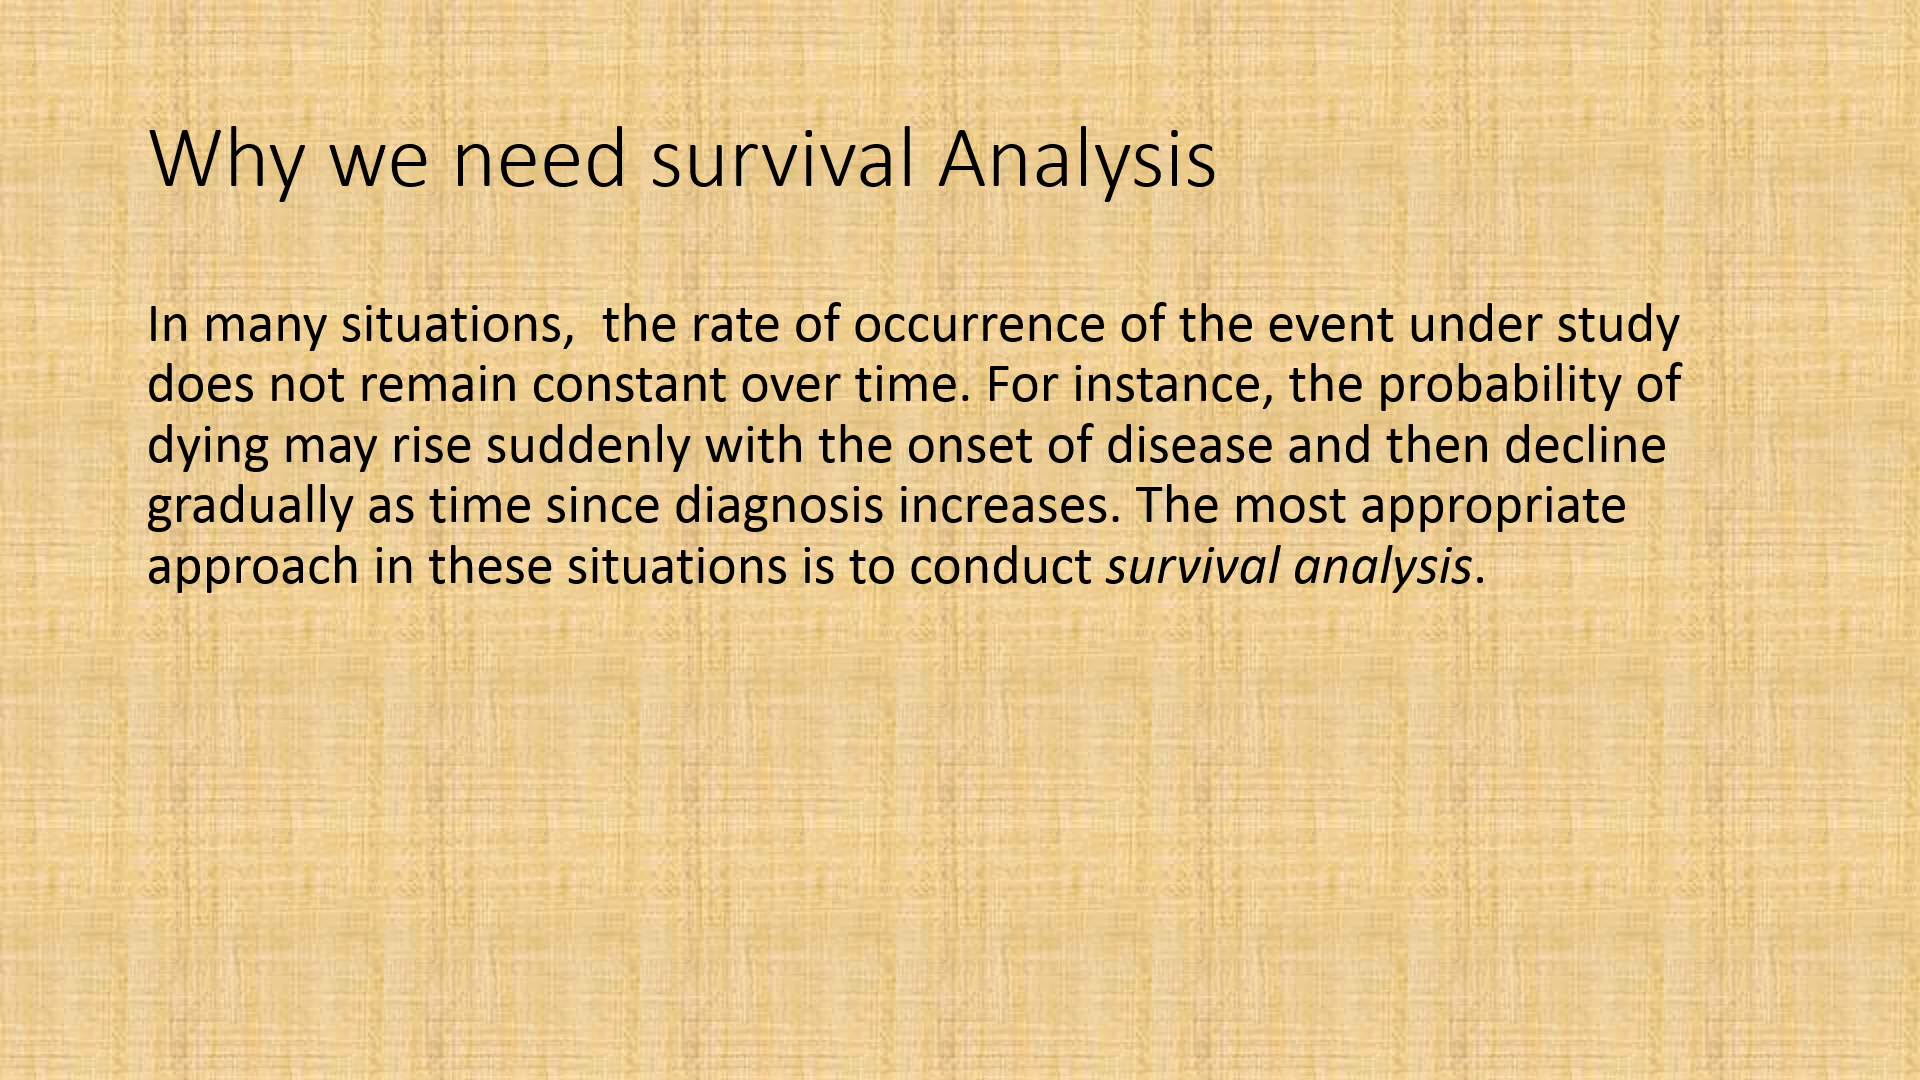 Why we need survival Analysis
In many situations,  the rate of occurrence of the event under study
does not remain constant over time. For instance, the probability of
dying may rise suddenly with the onset of disease and then decline
gradually as time since diagnosis increases. The most appropriate
approach in these situations is to conduct survival analysis.